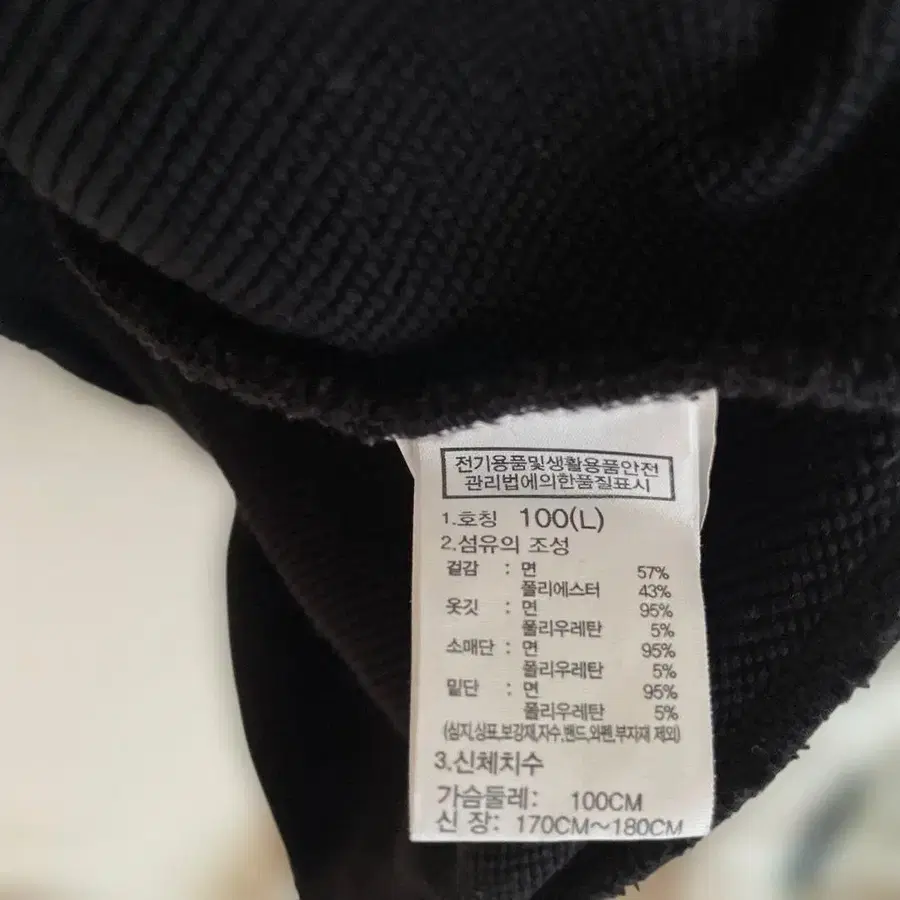 전기용품및생활용품안전
관리법에의한품질표시
1.호칭 100(L)
2.섬유의 조성
겉감 : 면 57%
폴리에스터 43%
옷깃 : 면 95%
폴리우레탄 5%
소매단 : 면 95%
폴리우레탄 5%
밑단 : 면 95%
폴리우레탄 5%
(심지,상표,보강재,자수,밴드,외펜,부자재 제외)
3.신체치수
가슴둘레: 100CM
신 장: 170CM~180CM